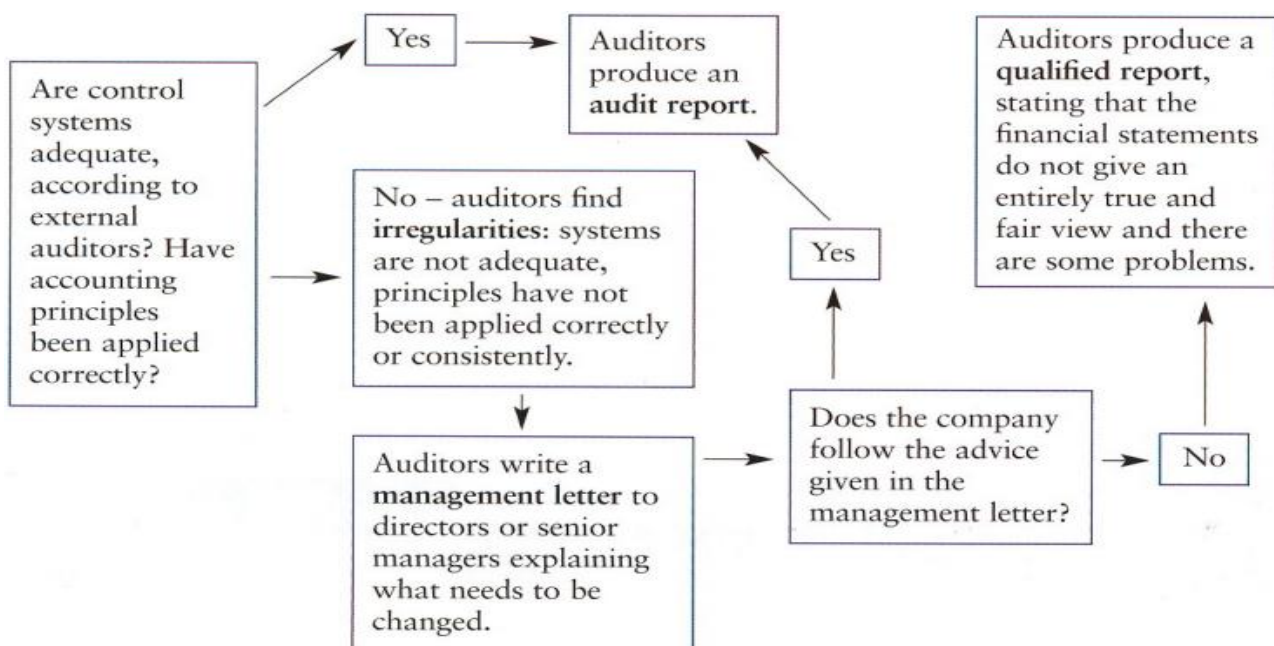 Are control
systems
adequate,
according to
external
auditors? Have
accounting
principles
been applied
correctly?
Yes
Auditors
produce an
audit report.
No – auditors find
irregularities: systems
are not adequate,
principles have not
been applied correctly
or consistently.
Auditors write a
management letter to
directors or senior
managers explaining
what needs to be
changed.
Does the company
follow the advice
given in the
management letter?
Yes
No
Auditors produce a
qualified report,
stating that the
financial statements
do not give an
entirely true and
fair view and there
are some problems.